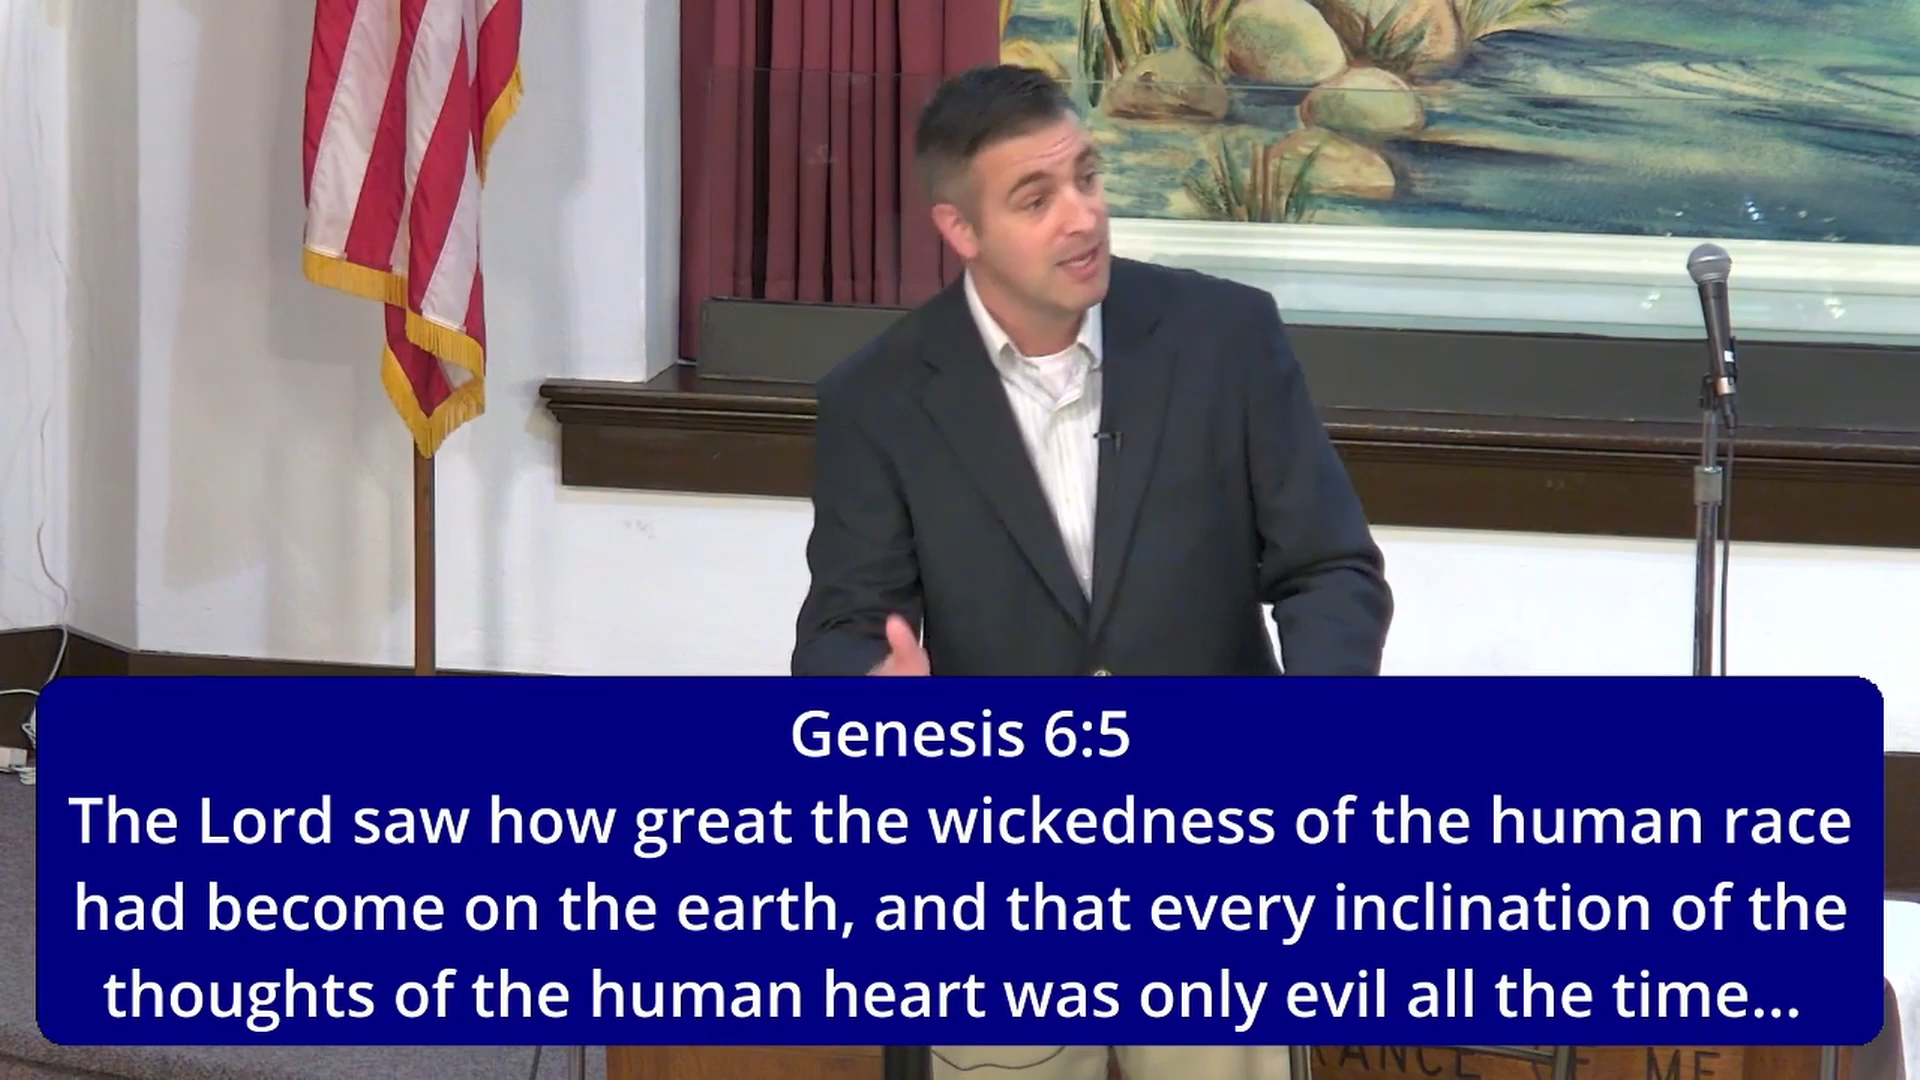 Genesis 6:5
The Lord saw how great the wickedness of the human race
had become on the earth, and that every inclination of the
thoughts of the human heart was only evil all the time...
ME